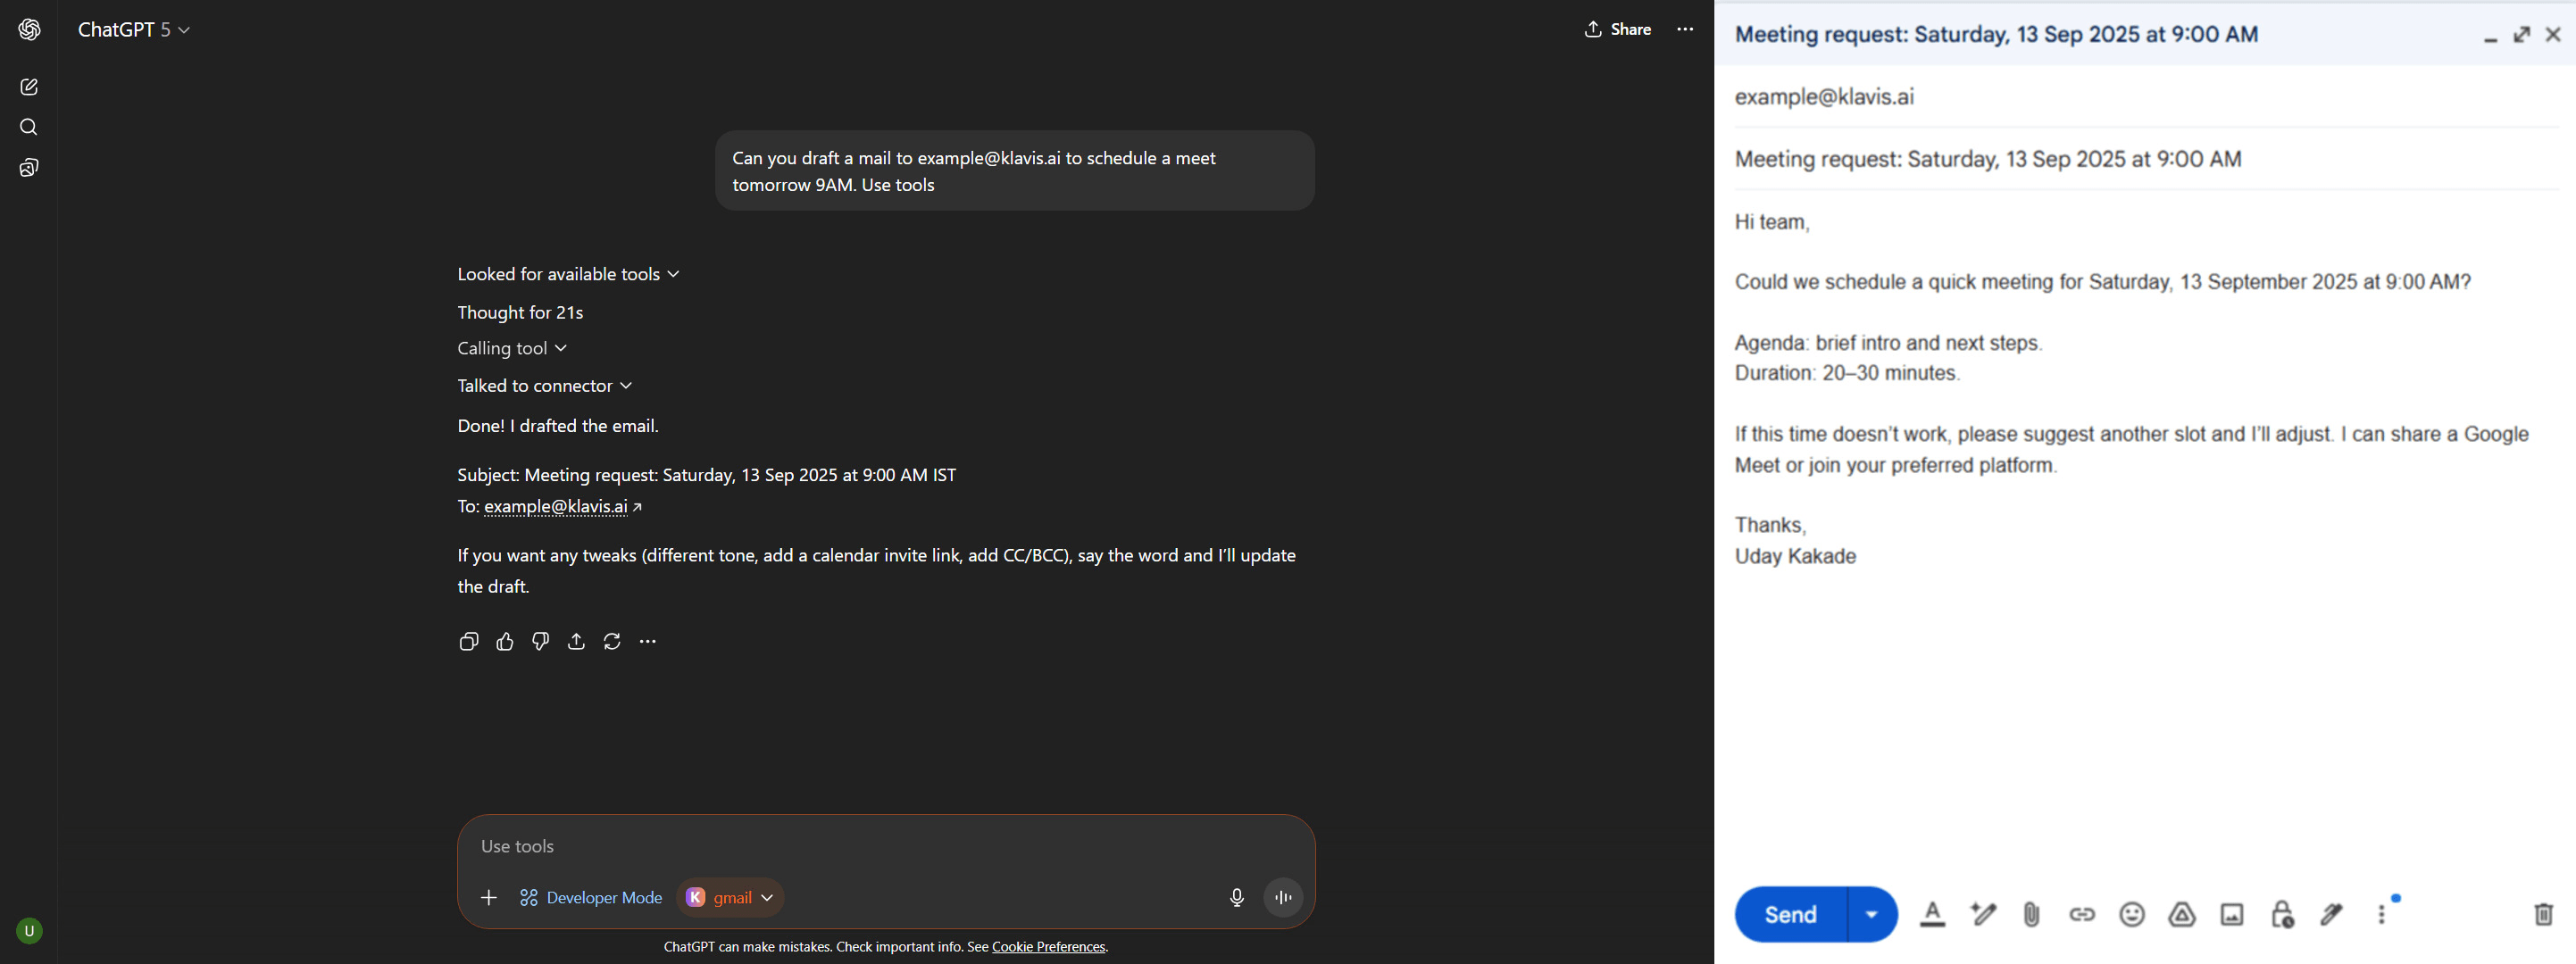 ChatGPT 5
Share
Can you draft a mail to example@klavis.ai to schedule a meet
tomorrow 9AM. Use tools
Looked for available tools
Thought for 21s
Calling tool
Talked to connector
Done! I drafted the email.
Subject: Meeting request: Saturday, 13 Sep 2025 at 9:00 AM IST
To: example@klavis.ai
If you want any tweaks (different tone, add a calendar invite link, add CC/BCC), say the word and I’ll update
the draft.
Use tools
Developer Mode
K gmail
U
ChatGPT can make mistakes. Check important info. See Cookie Preferences.
Meeting request: Saturday, 13 Sep 2025 at 9:00 AM
example@klavis.ai
Meeting request: Saturday, 13 Sep 2025 at 9:00 AM
Hi team,
Could we schedule a quick meeting for Saturday, 13 September 2025 at 9:00 AM?
Agenda: brief intro and next steps.
Duration: 20–30 minutes.
If this time doesn’t work, please suggest another slot and I’ll adjust. I can share a Google
Meet or join your preferred platform.
Thanks,
Uday Kakade
Send